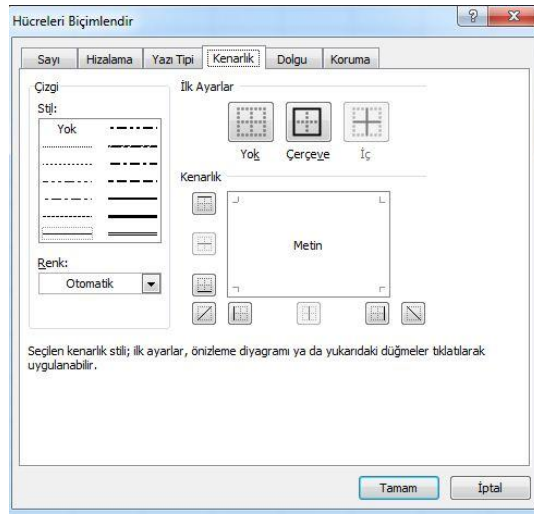 Hücreleri Biçimlendir
Sayı Hizalama Yazı Tipi Kenarlık Dolgu Koruma
Çizgi
Stil:
Yok
Renk:
Otomatik
İlk Ayarlar
Yok Çerçeve İç
Kenarlık
Metin
Seçilen kenarlık stili; ilk ayarlar, önizleme diyagramı ya da yukarıdaki düğmeler tıklatılarak
uygulanabilir.
Tamam İptal